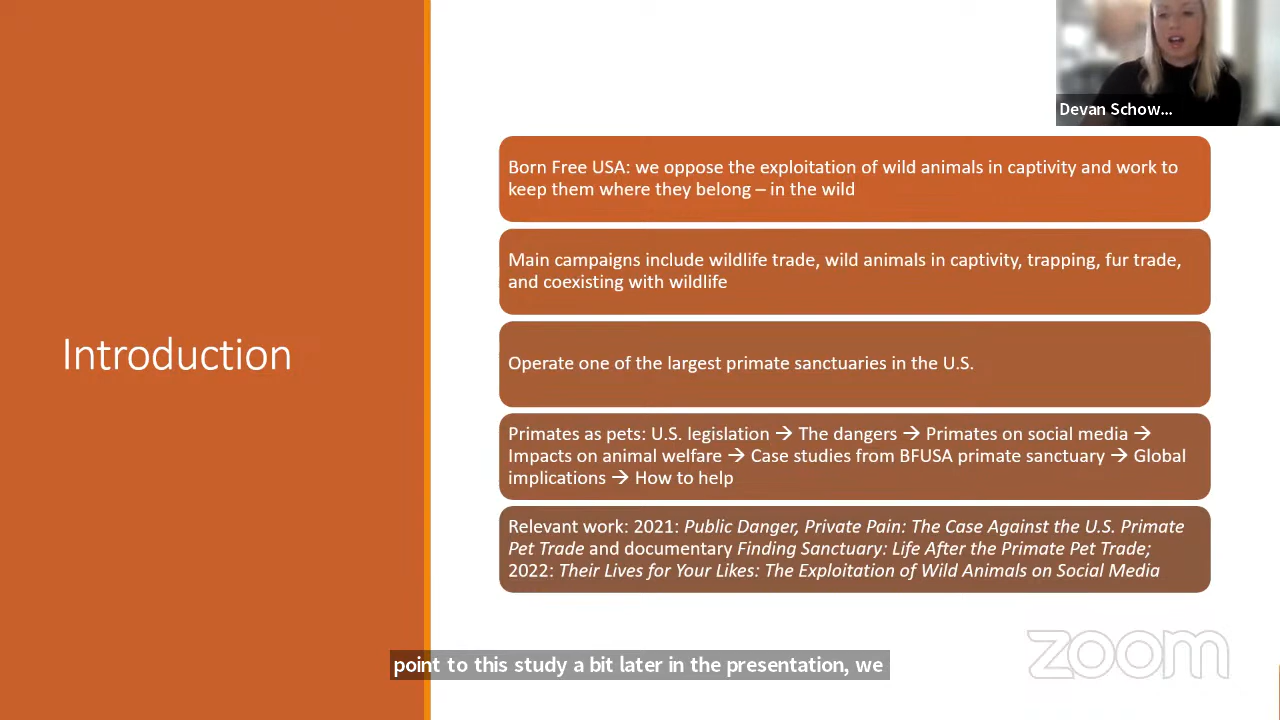 Devan Schow...
Born Free USA: we oppose the exploitation of wild animals in captivity and work to
keep them where they belong – in the wild
Main campaigns include wildlife trade, wild animals in captivity, trapping, fur trade,
and coexisting with wildlife
Introduction
Operate one of the largest primate sanctuaries in the U.S.
Primates as pets: U.S. legislation → The dangers → Primates on social media →
Impacts on animal welfare → Case studies from BFUSA primate sanctuary → Global
implications → How to help
Relevant work: 2021: Public Danger, Private Pain: The Case Against the U.S. Primate
Pet Trade and documentary Finding Sanctuary: Life After the Primate Pet Trade;
2022: Their Lives for Your Likes: The Exploitation of Wild Animals on Social Media
zoom
point to this study a bit later in the presentation, we